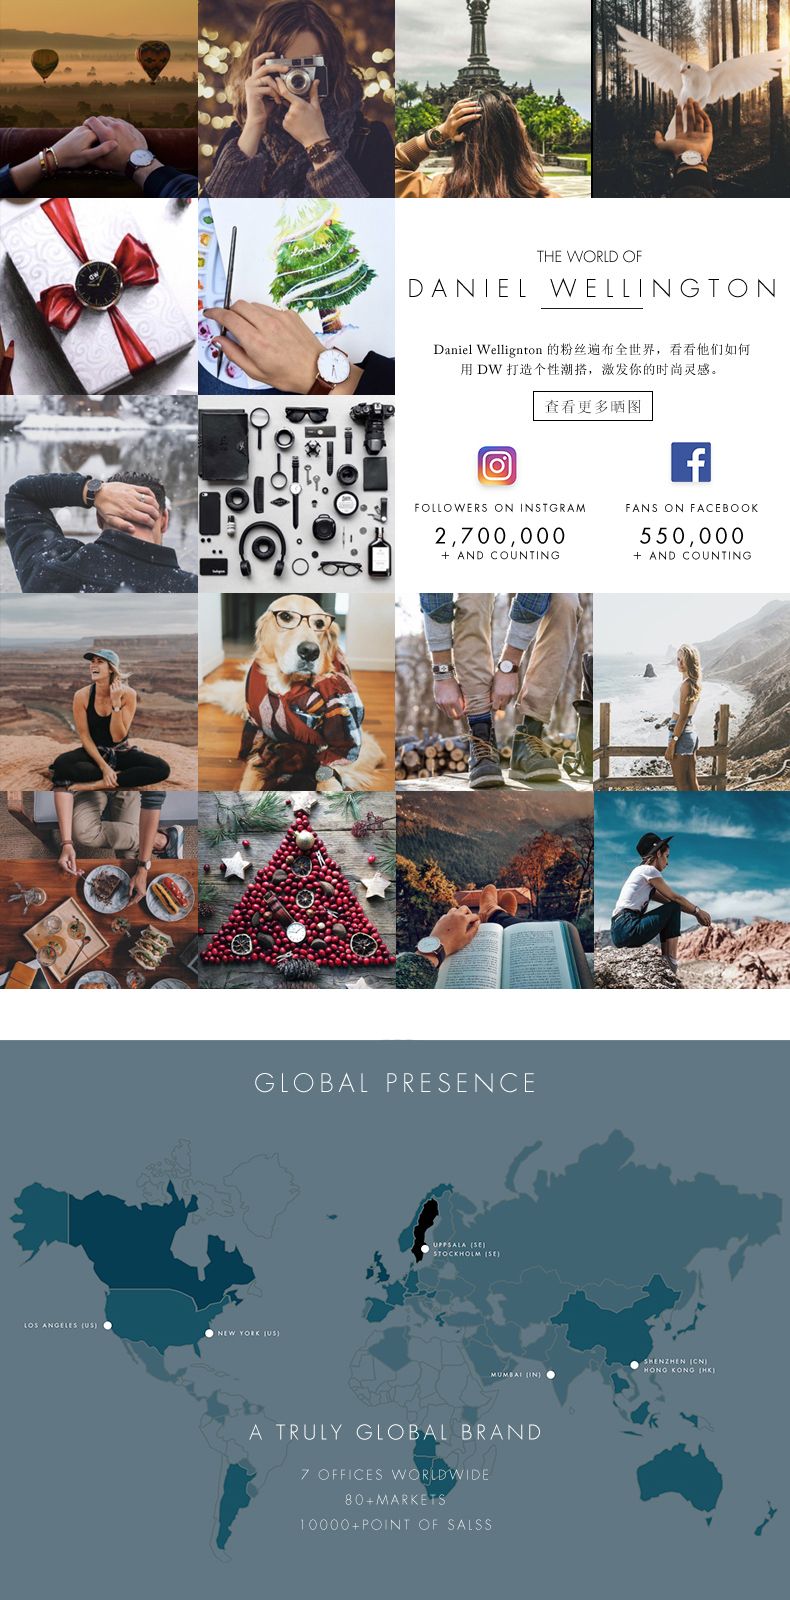 DW
loading
THE WORLD OF
DANIEL WELLINGTON
Daniel Wellignton 的粉丝遍布全世界，看看他们如何
用 DW 打造个性潮搭，激发你的时尚灵感。
查看更多晒图
FOLLOWERS ON INSTGRAM
2,700,000
+ AND COUNTING
FANS ON FACEBOOK
550,000
+ AND COUNTING
GLOBAL PRESENCE
UPPSALA (SE)
STOCKHOLM (SE)
LOS ANGELES (US)
NEW YORK (US)
MUMBAI (IN)
SHENZHEN (CN)
HONG KONG (HK)
A TRULY GLOBAL BRAND
7 OFFICES WORLDWIDE
80+MARKETS
10000+POINT OF SALSS